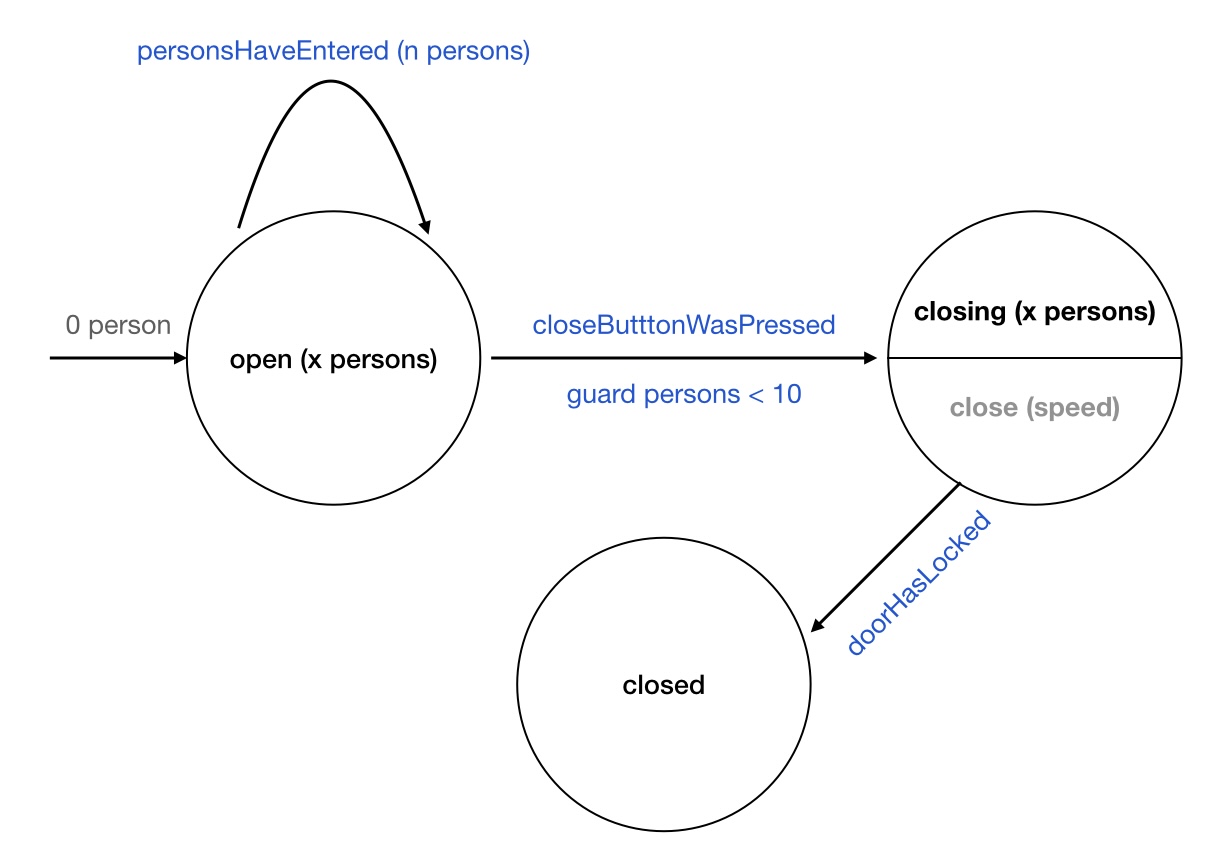 personsHaveEntered (n persons)
0 person
open (x persons)
closeButttonWasPressed
guard persons < 10
closing (x persons)
close (speed)
doorHasLocked
closed